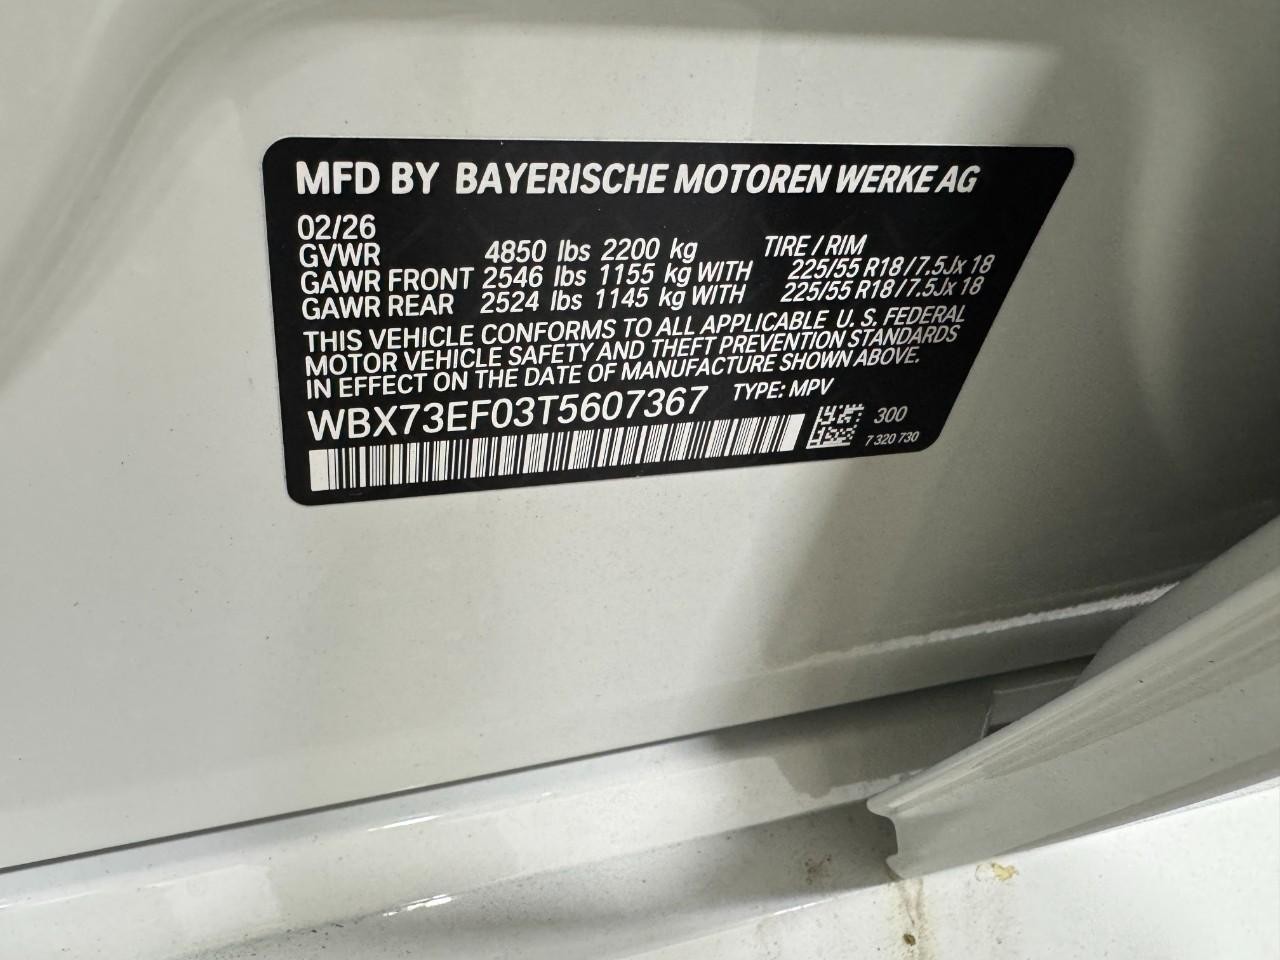 MFD BY BAYERISCHE MOTOREN WERKE AG
02/26
GVWR 4850 lbs 2200 kg TIRE / RIM
GAWR FRONT 2546 lbs 1155 kg WITH 225/55 R18 / 7.5Jx 18
GAWR REAR 2524 lbs 1145 kg WITH 225/55 R18 / 7.5Jx 18
THIS VEHICLE CONFORMS TO ALL APPLICABLE U. S. FEDERAL
MOTOR VEHICLE SAFETY AND THEFT PREVENTION STANDARDS
IN EFFECT ON THE DATE OF MANUFACTURE SHOWN ABOVE.
WBX73EF03T5607367 TYPE: MPV
300
7 320 730